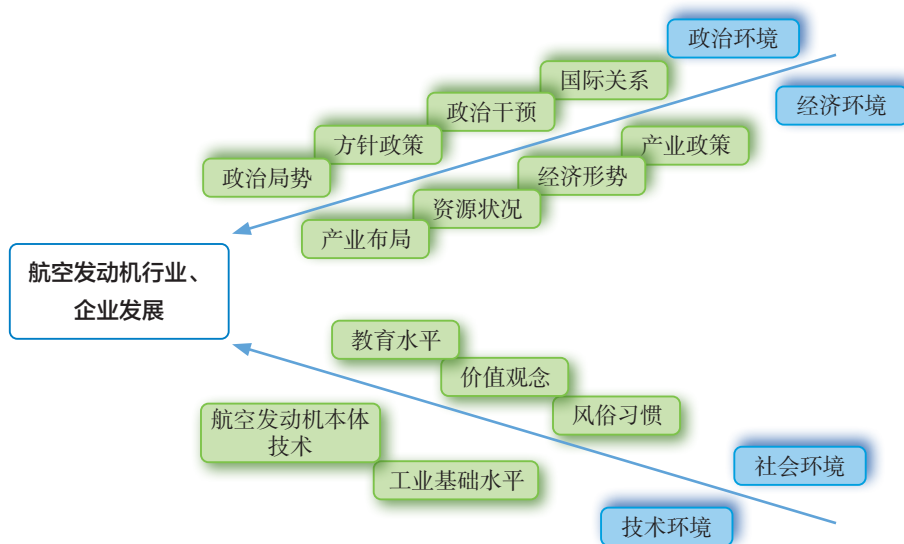 政治环境
国际关系
政治干预
方针政策
政治局势
经济环境
产业政策
经济形势
资源状况
产业布局
航空发动机行业、
企业发展
教育水平
价值观念
风俗习惯
社会环境
航空发动机本体
技术
工业基础水平
技术环境